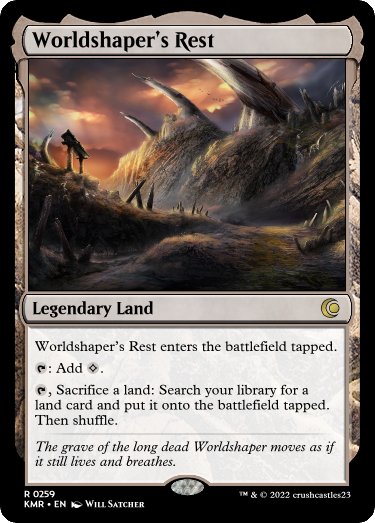 Worldshaper's Rest
Legendary Land
Worldshaper's Rest enters the battlefield tapped.
: Add .
, Sacrifice a land: Search your library for a
land card and put it onto the battlefield tapped.
Then shuffle.
The grave of the long dead Worldshaper moves as if
it still lives and breathes.
R 0259
KMR • EN Will Satcher
™ & © 2022 crushcastles23